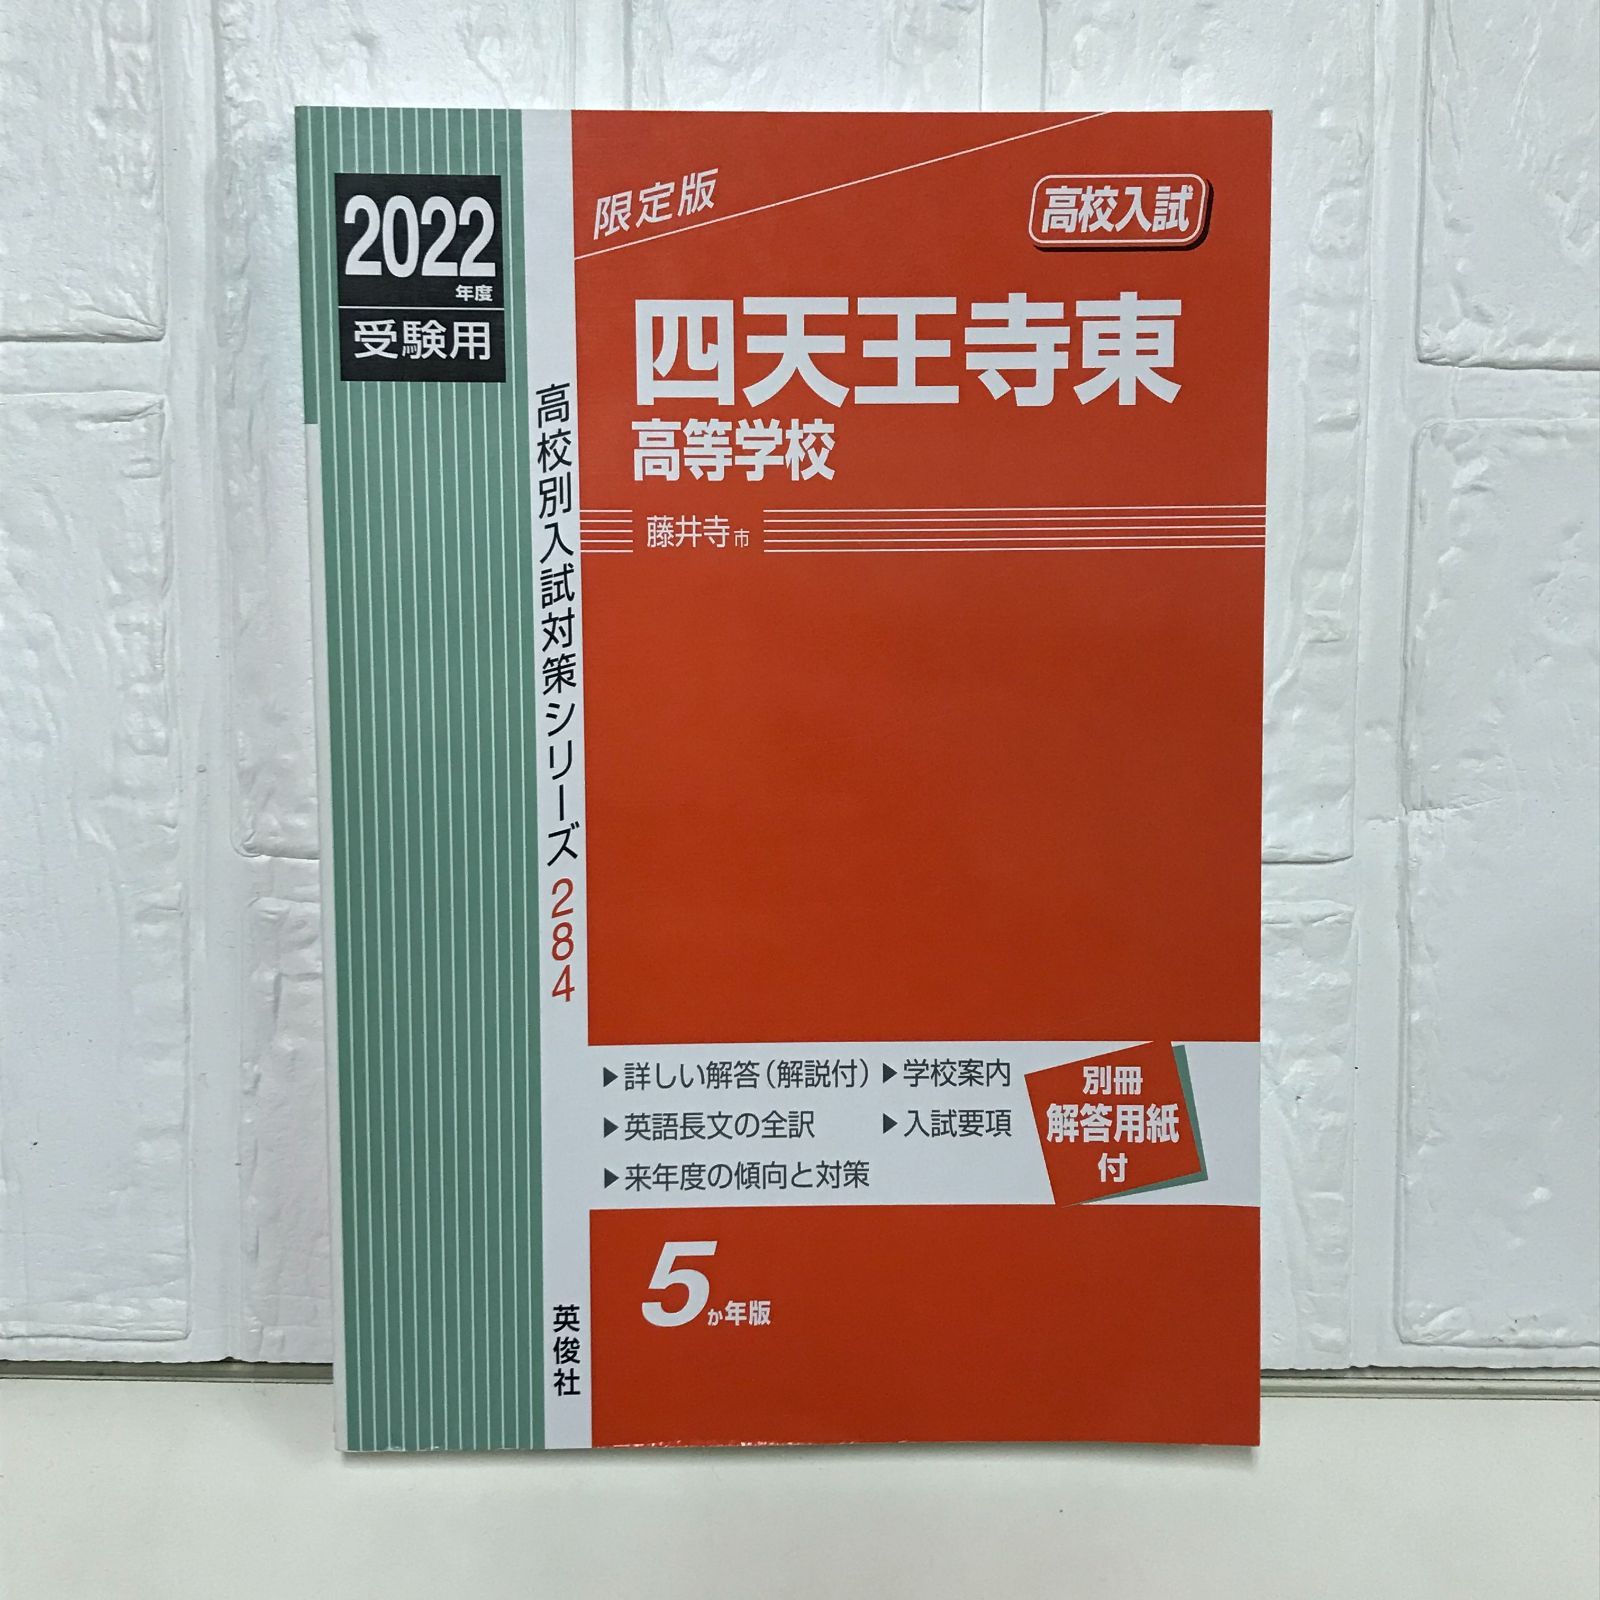 2022
年度
受験用
限定版
高校入試
四天王寺東
高等学校
藤井寺市
高校別入試対策シリーズ284
▶詳しい解答(解説付)
▶英語長文の全訳
▶来年度の傾向と対策
▶学校案内
▶入試要項
別冊
解答用紙
付
5か年版
英俊社